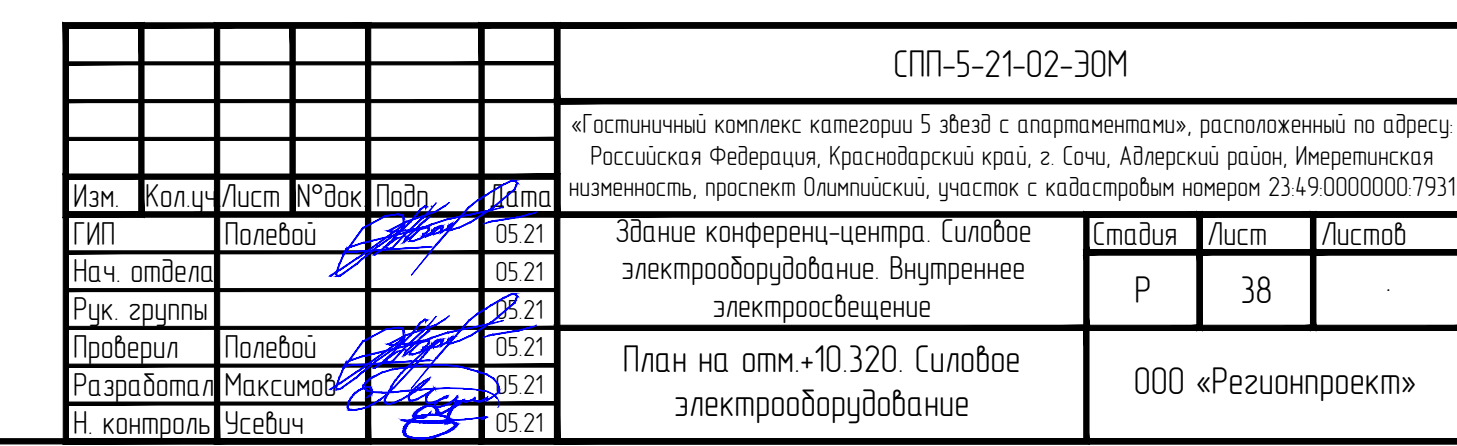 СПП-5-21-02-ЭОМ
«Гостиничный комплекс категории 5 звезд с апартаментами», расположенный по адресу:
Российская Федерация, Краснодарский край, г. Сочи, Адлерский район, Имеретинская
низменность, проспект Олимпийский, участок с кадастровым номером 23:49:0000000:7931
Изм. Кол.уч Лист №док. Подп. Дата
ГИП Полевой 05.21
Нач. отдела 05.21
Рук. группы 05.21
Проверил Полевой 05.21
Разработал Максимов 05.21
Н. контроль Усевич 05.21
Здание конференц-центра. Силовое
электрооборудование. Внутреннее
электроосвещение
Стадия Лист Листов
Р 38
План на отм.+10.320. Силовое
электрооборудование
ООО «Регионпроект»